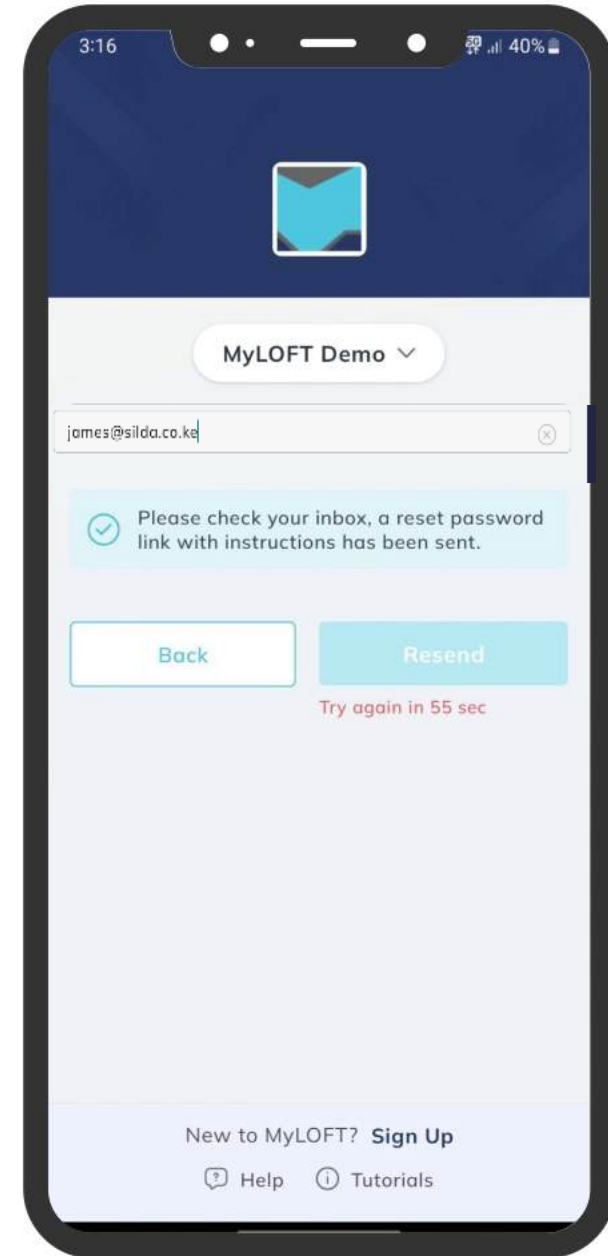 3:16
40%
MyLOFT Demo
james@silda.co.ke
Please check your inbox, a reset password
link with instructions has been sent.
Back
Resend
Try again in 55 sec
New to MyLOFT? Sign Up
Help
Tutorials